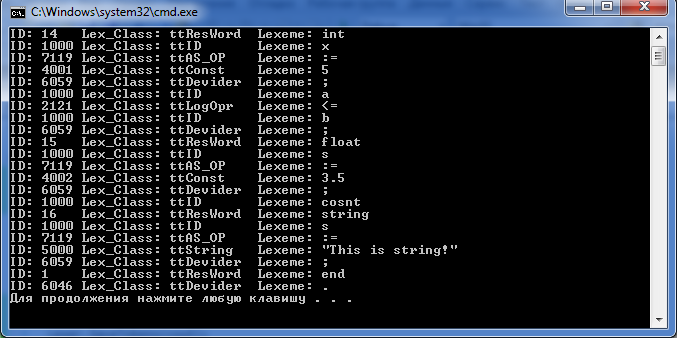 C:\Windows\system32\cmd.exe
ID: 14   Lex_Class: ttResWord  Lexeme: int
ID: 1000 Lex_Class: ttID       Lexeme: x
ID: 7119 Lex_Class: ttAS_OP    Lexeme: :=
ID: 4001 Lex_Class: ttConst    Lexeme: 5
ID: 6059 Lex_Class: ttDevider  Lexeme: ;
ID: 1000 Lex_Class: ttID       Lexeme: a
ID: 2121 Lex_Class: ttLogOpr   Lexeme: <=
ID: 1000 Lex_Class: ttID       Lexeme: b
ID: 6059 Lex_Class: ttDevider  Lexeme: ;
ID: 15   Lex_Class: ttResWord  Lexeme: float
ID: 1000 Lex_Class: ttID       Lexeme: s
ID: 7119 Lex_Class: ttAS_OP    Lexeme: :=
ID: 4002 Lex_Class: ttConst    Lexeme: 3.5
ID: 6059 Lex_Class: ttDevider  Lexeme: ;
ID: 1000 Lex_Class: ttID       Lexeme: cosnt
ID: 16   Lex_Class: ttResWord  Lexeme: string
ID: 1000 Lex_Class: ttID       Lexeme: s
ID: 7119 Lex_Class: ttAS_OP    Lexeme: :=
ID: 5000 Lex_Class: ttString   Lexeme: "This is string!"
ID: 6059 Lex_Class: ttDevider  Lexeme: ;
ID: 1    Lex_Class: ttResWord  Lexeme: end
ID: 6046 Lex_Class: ttDevider  Lexeme: .
Для продолжения нажмите любую клавишу . . .